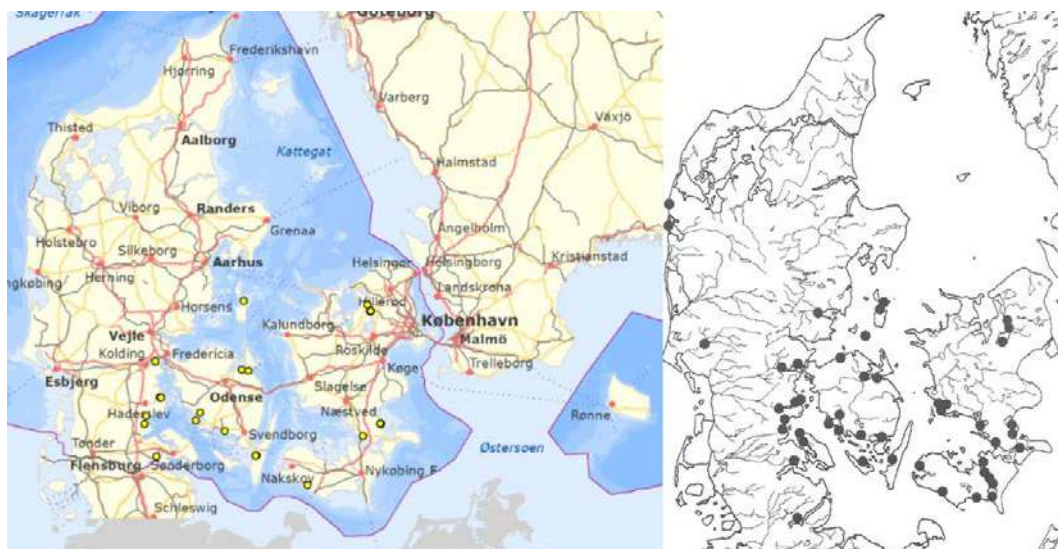 Skagerrak
Göteborg
Frederikshavn
Hjørring
Varberg
Växjö
Thisted
Aalborg
Kattegat
Halmstad
Viborg
Randers
Grenaa
Ängelholm
Holstebro
Silkeborg
Aarhus
Helsingør
Helsingborg
Kristianstad
Herning
ngkøbing
Landskrona
Horsens
Hillerød
København
Vejle
Kalundborg
Malmö
Kolding
Fredericia
Roskilde
Trelleborg
Esbjerg
Køge
Slagelse
Haderslev
Odense
Næstved
Rønne
Svendborg
Tønder
Østersøen
Flensburg
Sønderborg
Nakskov
Nykøbing F
Schleswig